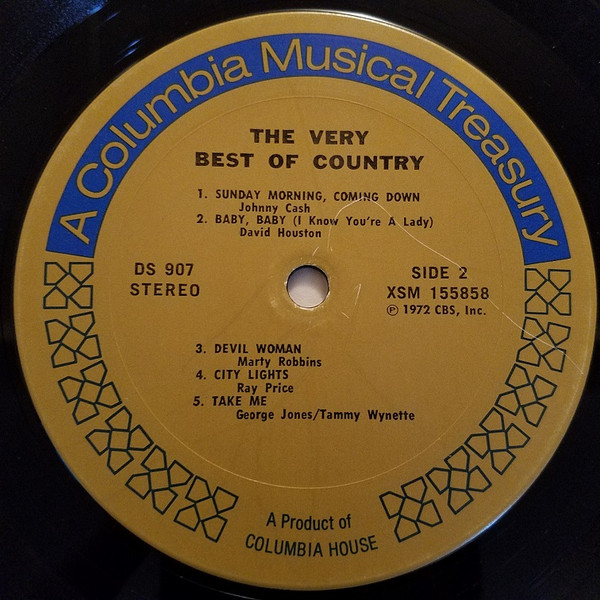 A Columbia Musical Treasury
THE VERY
BEST OF COUNTRY
1. SUNDAY MORNING, COMING DOWN
Johnny Cash
2. BABY, BABY (I Know You're A Lady)
David Houston
DS 907
STEREO
SIDE 2
XSM 155858
℗ 1972 CBS, Inc.
3. DEVIL WOMAN
Marty Robbins
4. CITY LIGHTS
Ray Price
5. TAKE ME
George Jones/Tammy Wynette
A Product of
COLUMBIA HOUSE